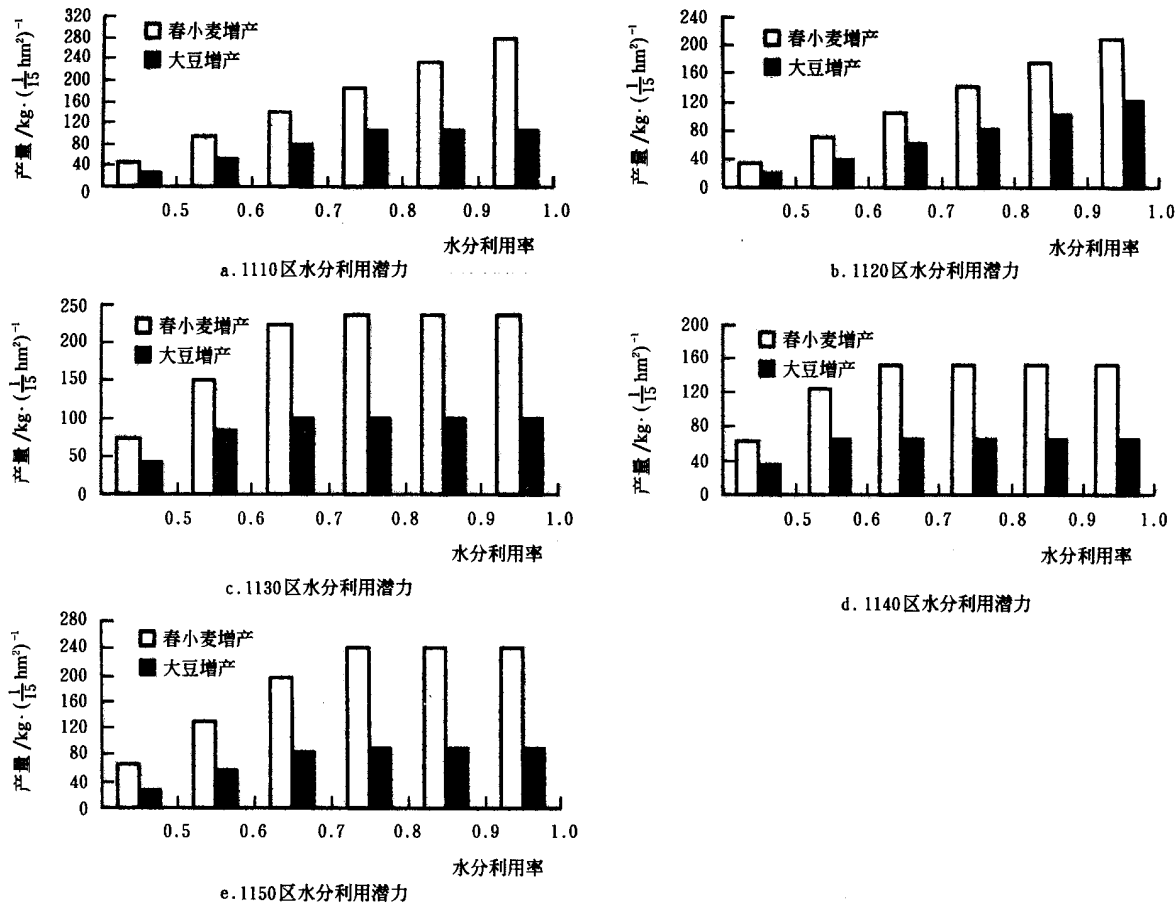 产量/kg·(1/15 hm²)⁻¹
320
280
240
200
160
120
80
40
0
春小麦增产
大豆增产
0.5 0.6 0.7 0.8 0.9 1.0
水分利用率
a.1110区水分利用潜力
产量/kg·(1/15 hm²)⁻¹
240
200
160
120
80
40
0
春小麦增产
大豆增产
0.5 0.6 0.7 0.8 0.9 1.0
水分利用率
b.1120区水分利用潜力
产量/kg·(1/15 hm²)⁻¹
250
200
150
100
50
0
春小麦增产
大豆增产
0.5 0.6 0.7 0.8 0.9 1.0
水分利用率
c.1130区水分利用潜力
产量/kg·(1/15 hm²)⁻¹
200
160
120
80
40
0
春小麦增产
大豆增产
0.5 0.6 0.7 0.8 0.9 1.0
水分利用率
d.1140区水分利用潜力
产量/kg·(1/15 hm²)⁻¹
280
240
200
160
120
80
40
0
春小麦增产
大豆增产
0.5 0.6 0.7 0.8 0.9 1.0
水分利用率
e.1150区水分利用潜力